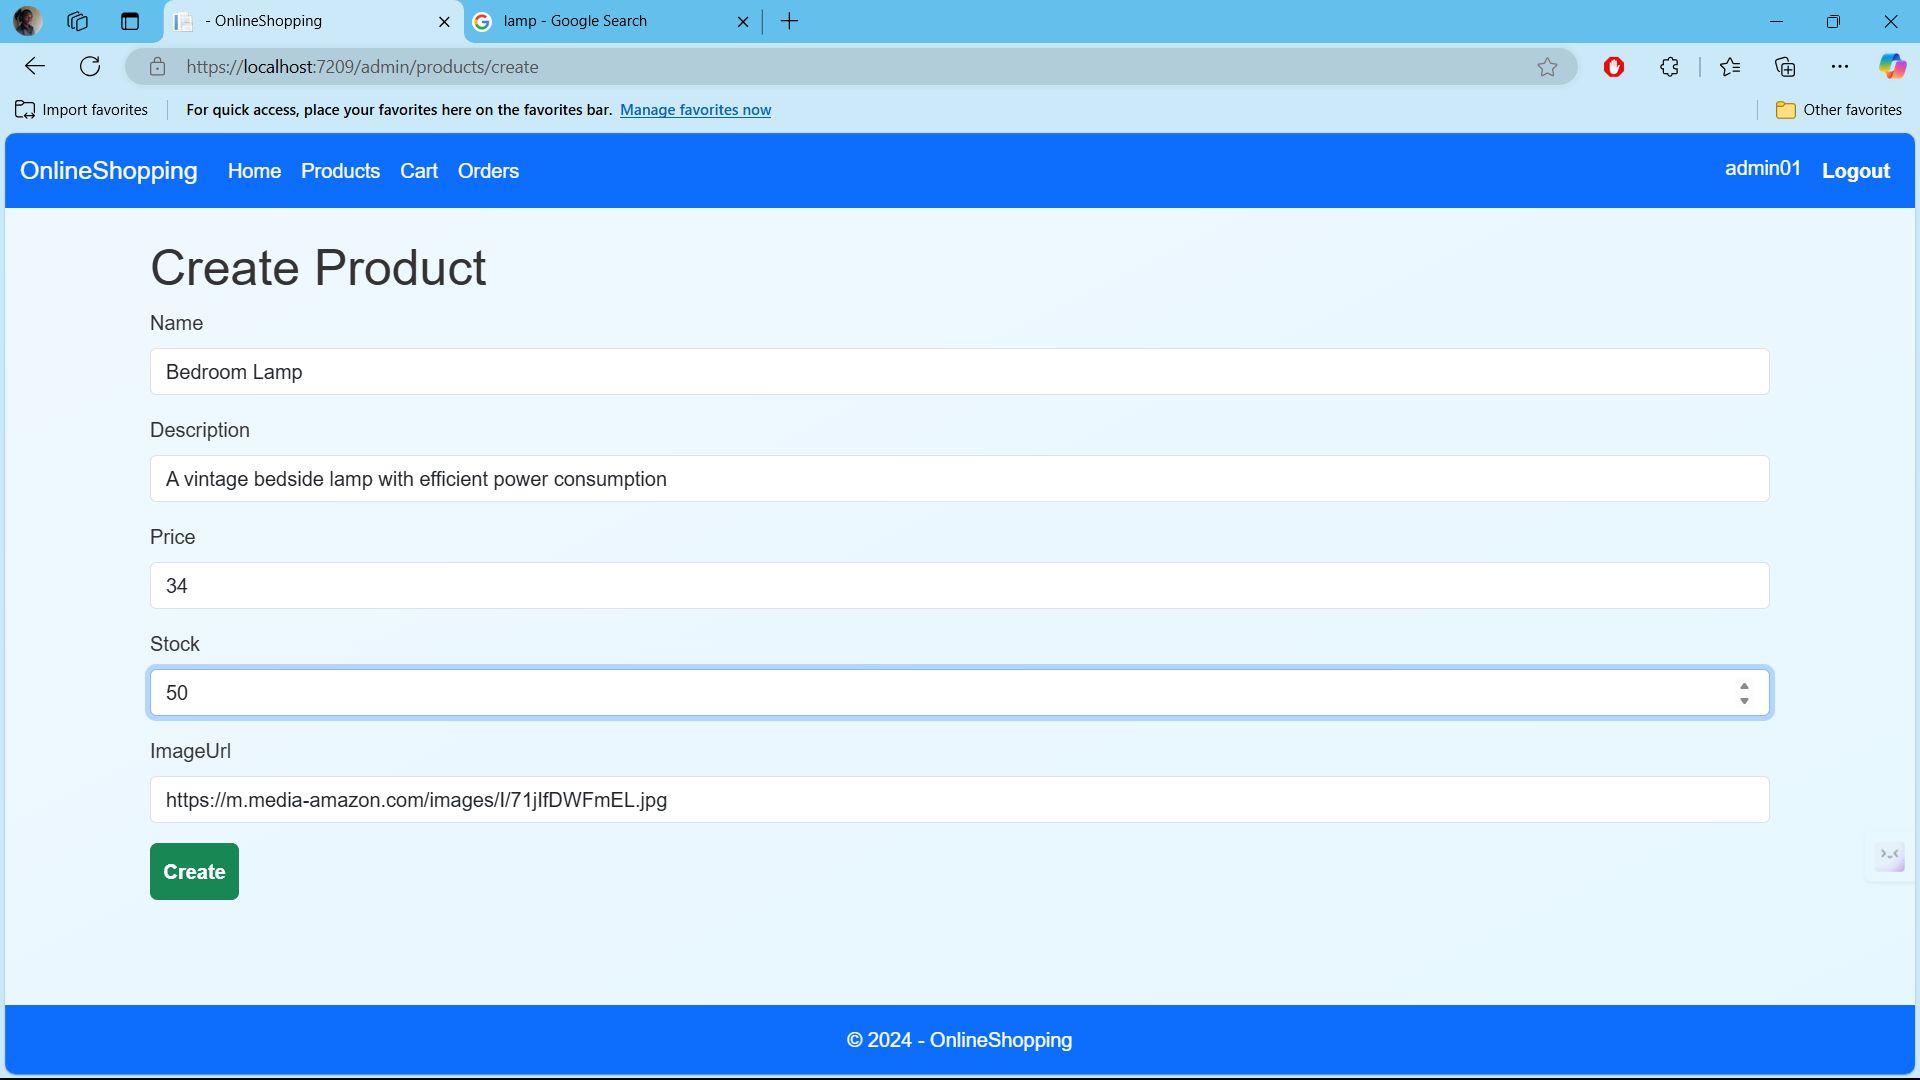 - OnlineShopping
lamp - Google Search
https://localhost:7209/admin/products/create
Import favorites
For quick access, place your favorites here on the favorites bar. Manage favorites now
Other favorites
OnlineShopping Home Products Cart Orders admin01 Logout
Create Product
Name
Bedroom Lamp
Description
A vintage bedside lamp with efficient power consumption
Price
34
Stock
50
ImageUrl
https://m.media-amazon.com/images/I/71jIfDWFmEL.jpg
Create
© 2024 - OnlineShopping